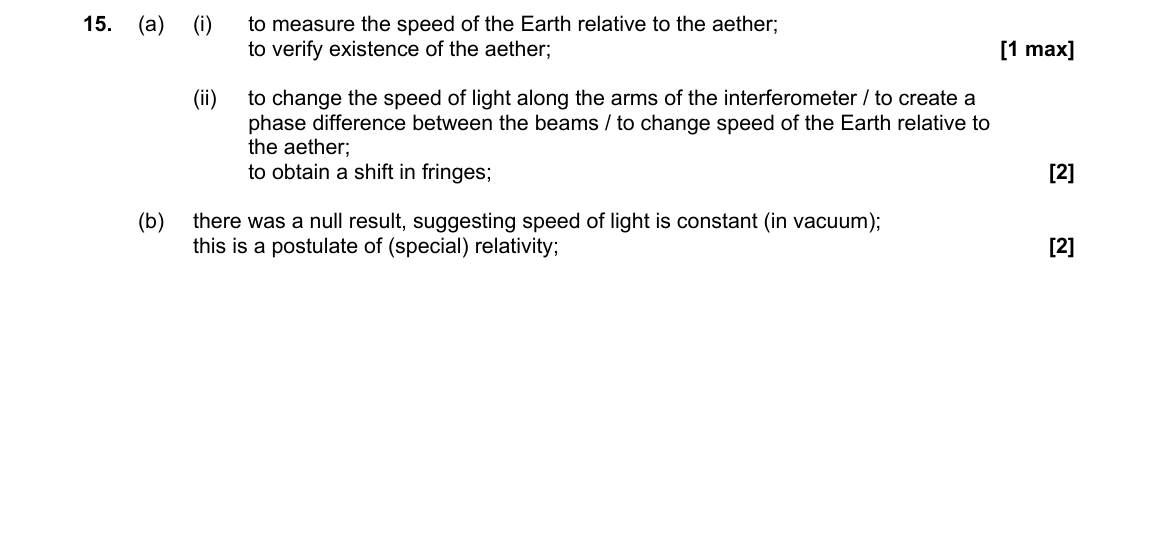 15. (a) (i) to measure the speed of the Earth relative to the aether;
to verify existence of the aether; [1 max]
(ii) to change the speed of light along the arms of the interferometer / to create a
phase difference between the beams / to change speed of the Earth relative to
the aether;
to obtain a shift in fringes; [2]
(b) there was a null result, suggesting speed of light is constant (in vacuum);
this is a postulate of (special) relativity; [2]